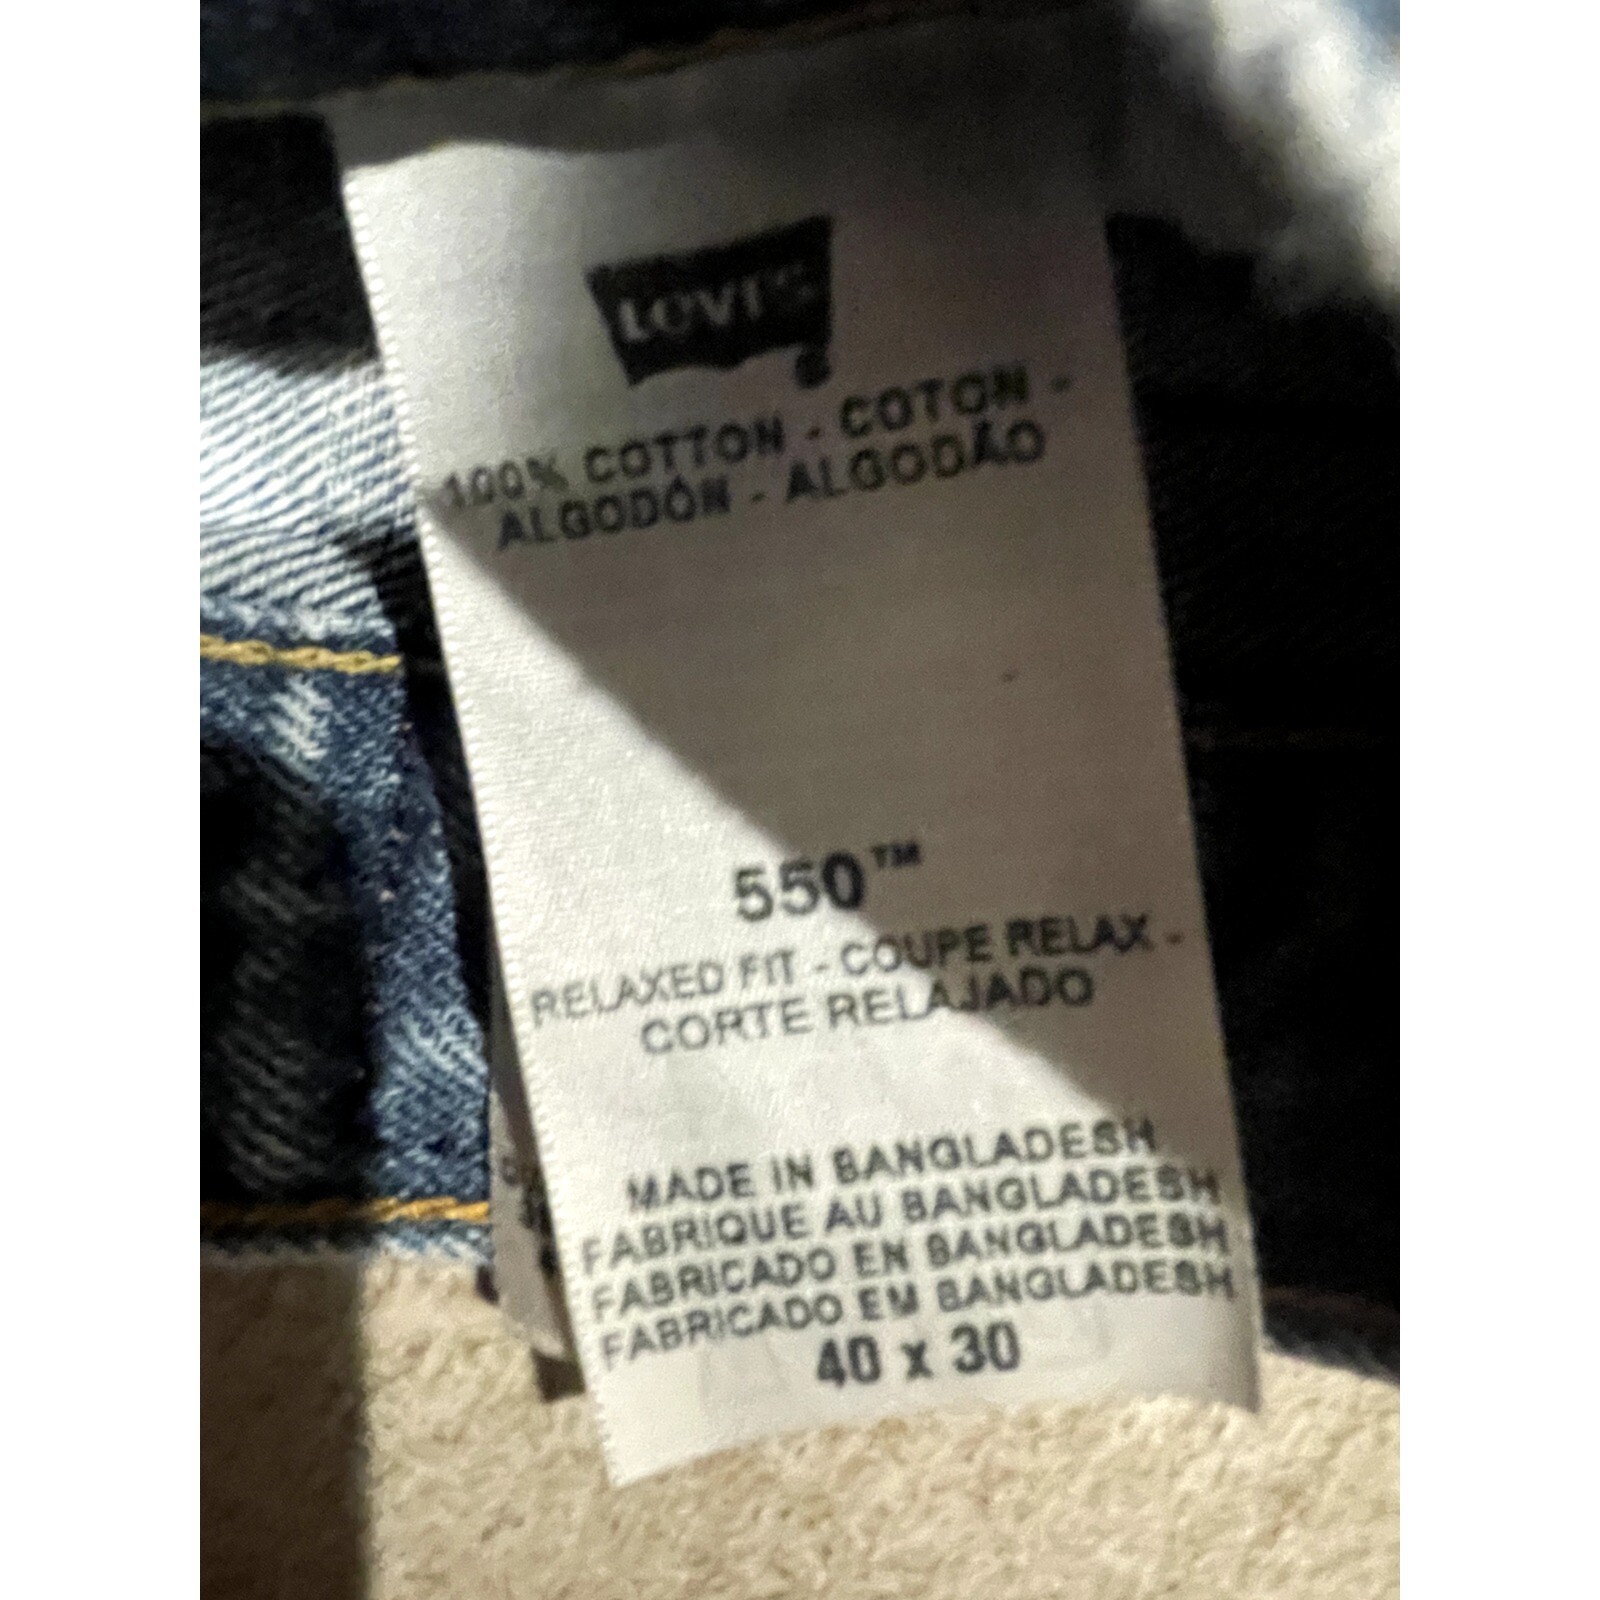 LEVI'S
100% COTTON - COTON -
ALGODÓN - ALGODÃO
550™
RELAXED FIT - COUPE RELAX -
CORTE RELAJADO
MADE IN BANGLADESH
FABRIQUE AU BANGLADESH
FABRICADO EN BANGLADESH
FABRICADO EM BANGLADESH
40 x 30